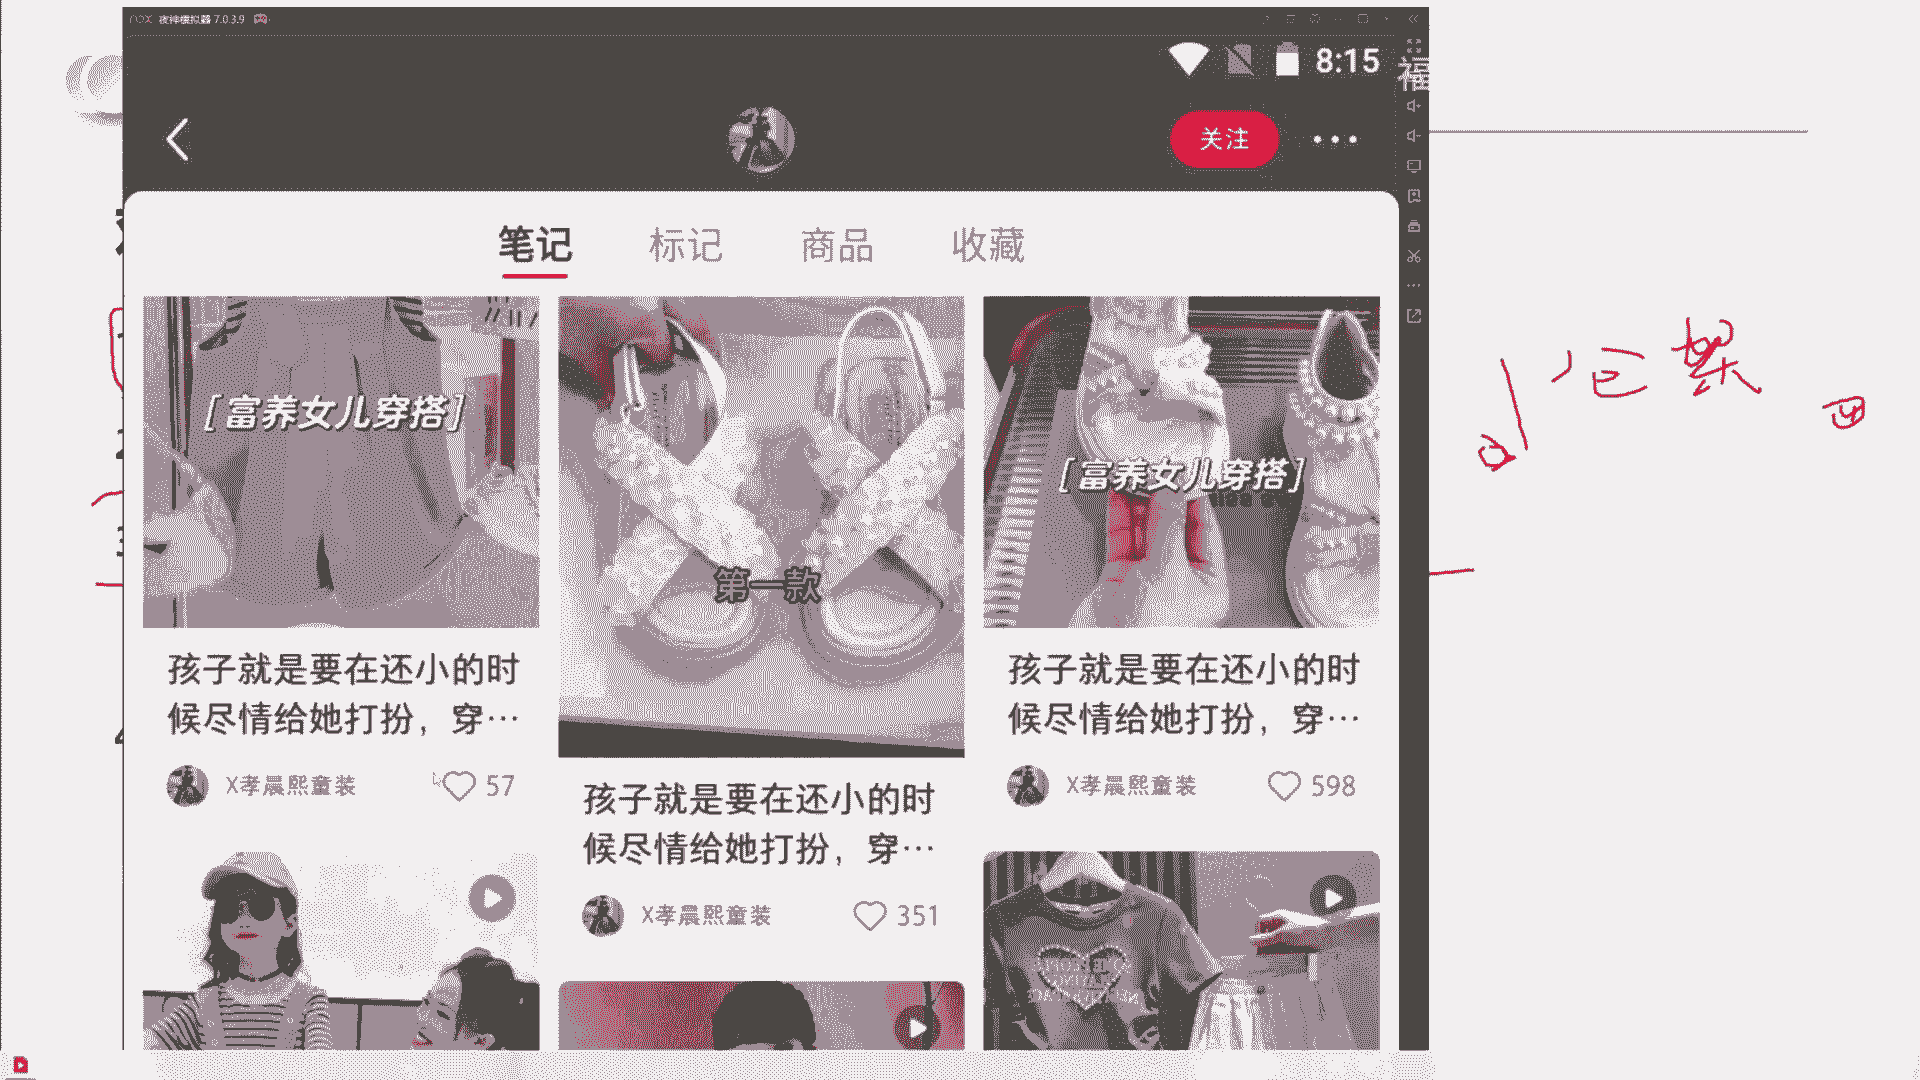 nox 夜神模拟器 7.0.3.9
8:15
福
关注
笔记 标记 商品 收藏
[富养女儿穿搭]
第一款
[富养女儿穿搭]
孩子就是要在还小的时
候尽情给她打扮，穿…
X孝晨熙童装 57
孩子就是要在还小的时
候尽情给她打扮，穿…
X孝晨熙童装 351
孩子就是要在还小的时
候尽情给她打扮，穿…
X孝晨熙童装 598